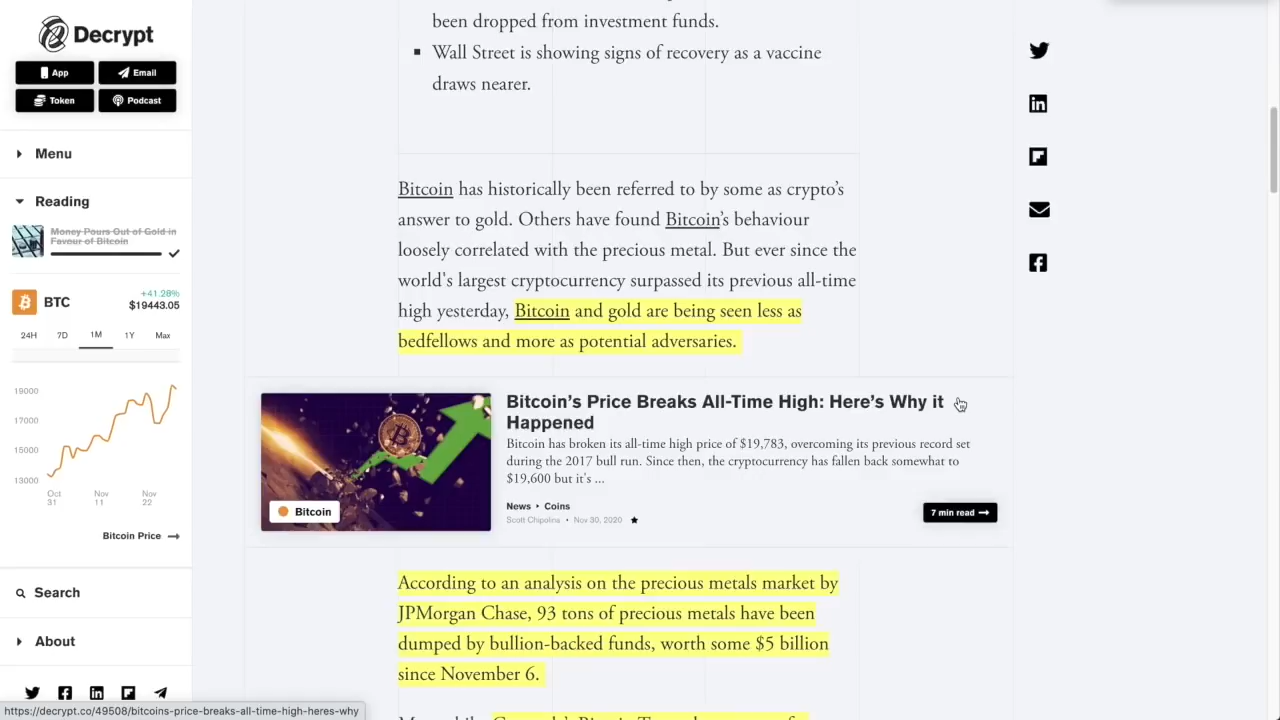 Decrypt
App
Email
Token
Podcast
Menu
Reading
Money Pours Out of Gold in
Favour of Bitcoin
BTC
+41.28%
$19443.05
24H 7D 1M 1Y Max
19000
17000
15000
13000
Oct
31
Nov
11
Nov
22
Bitcoin Price
Search
About
https://decrypt.co/49508/bitcoins-price-breaks-all-time-high-heres-why
been dropped from investment funds.
Wall Street is showing signs of recovery as a vaccine
draws nearer.
Bitcoin has historically been referred to by some as crypto’s
answer to gold. Others have found Bitcoin’s behaviour
loosely correlated with the precious metal. But ever since the
world's largest cryptocurrency surpassed its previous all-time
high yesterday, Bitcoin and gold are being seen less as
bedfellows and more as potential adversaries.
Bitcoin
Bitcoin’s Price Breaks All-Time High: Here’s Why it
Happened
Bitcoin has broken its all-time high price of $19,783, overcoming its previous record set
during the 2017 bull run. Since then, the cryptocurrency has fallen back somewhat to
$19,600 but it’s ...
News Coins
Scott Chipolina • Nov 30, 2020
7 min read
According to an analysis on the precious metals market by
JPMorgan Chase, 93 tons of precious metals have been
dumped by bullion-backed funds, worth some $5 billion
since November 6.